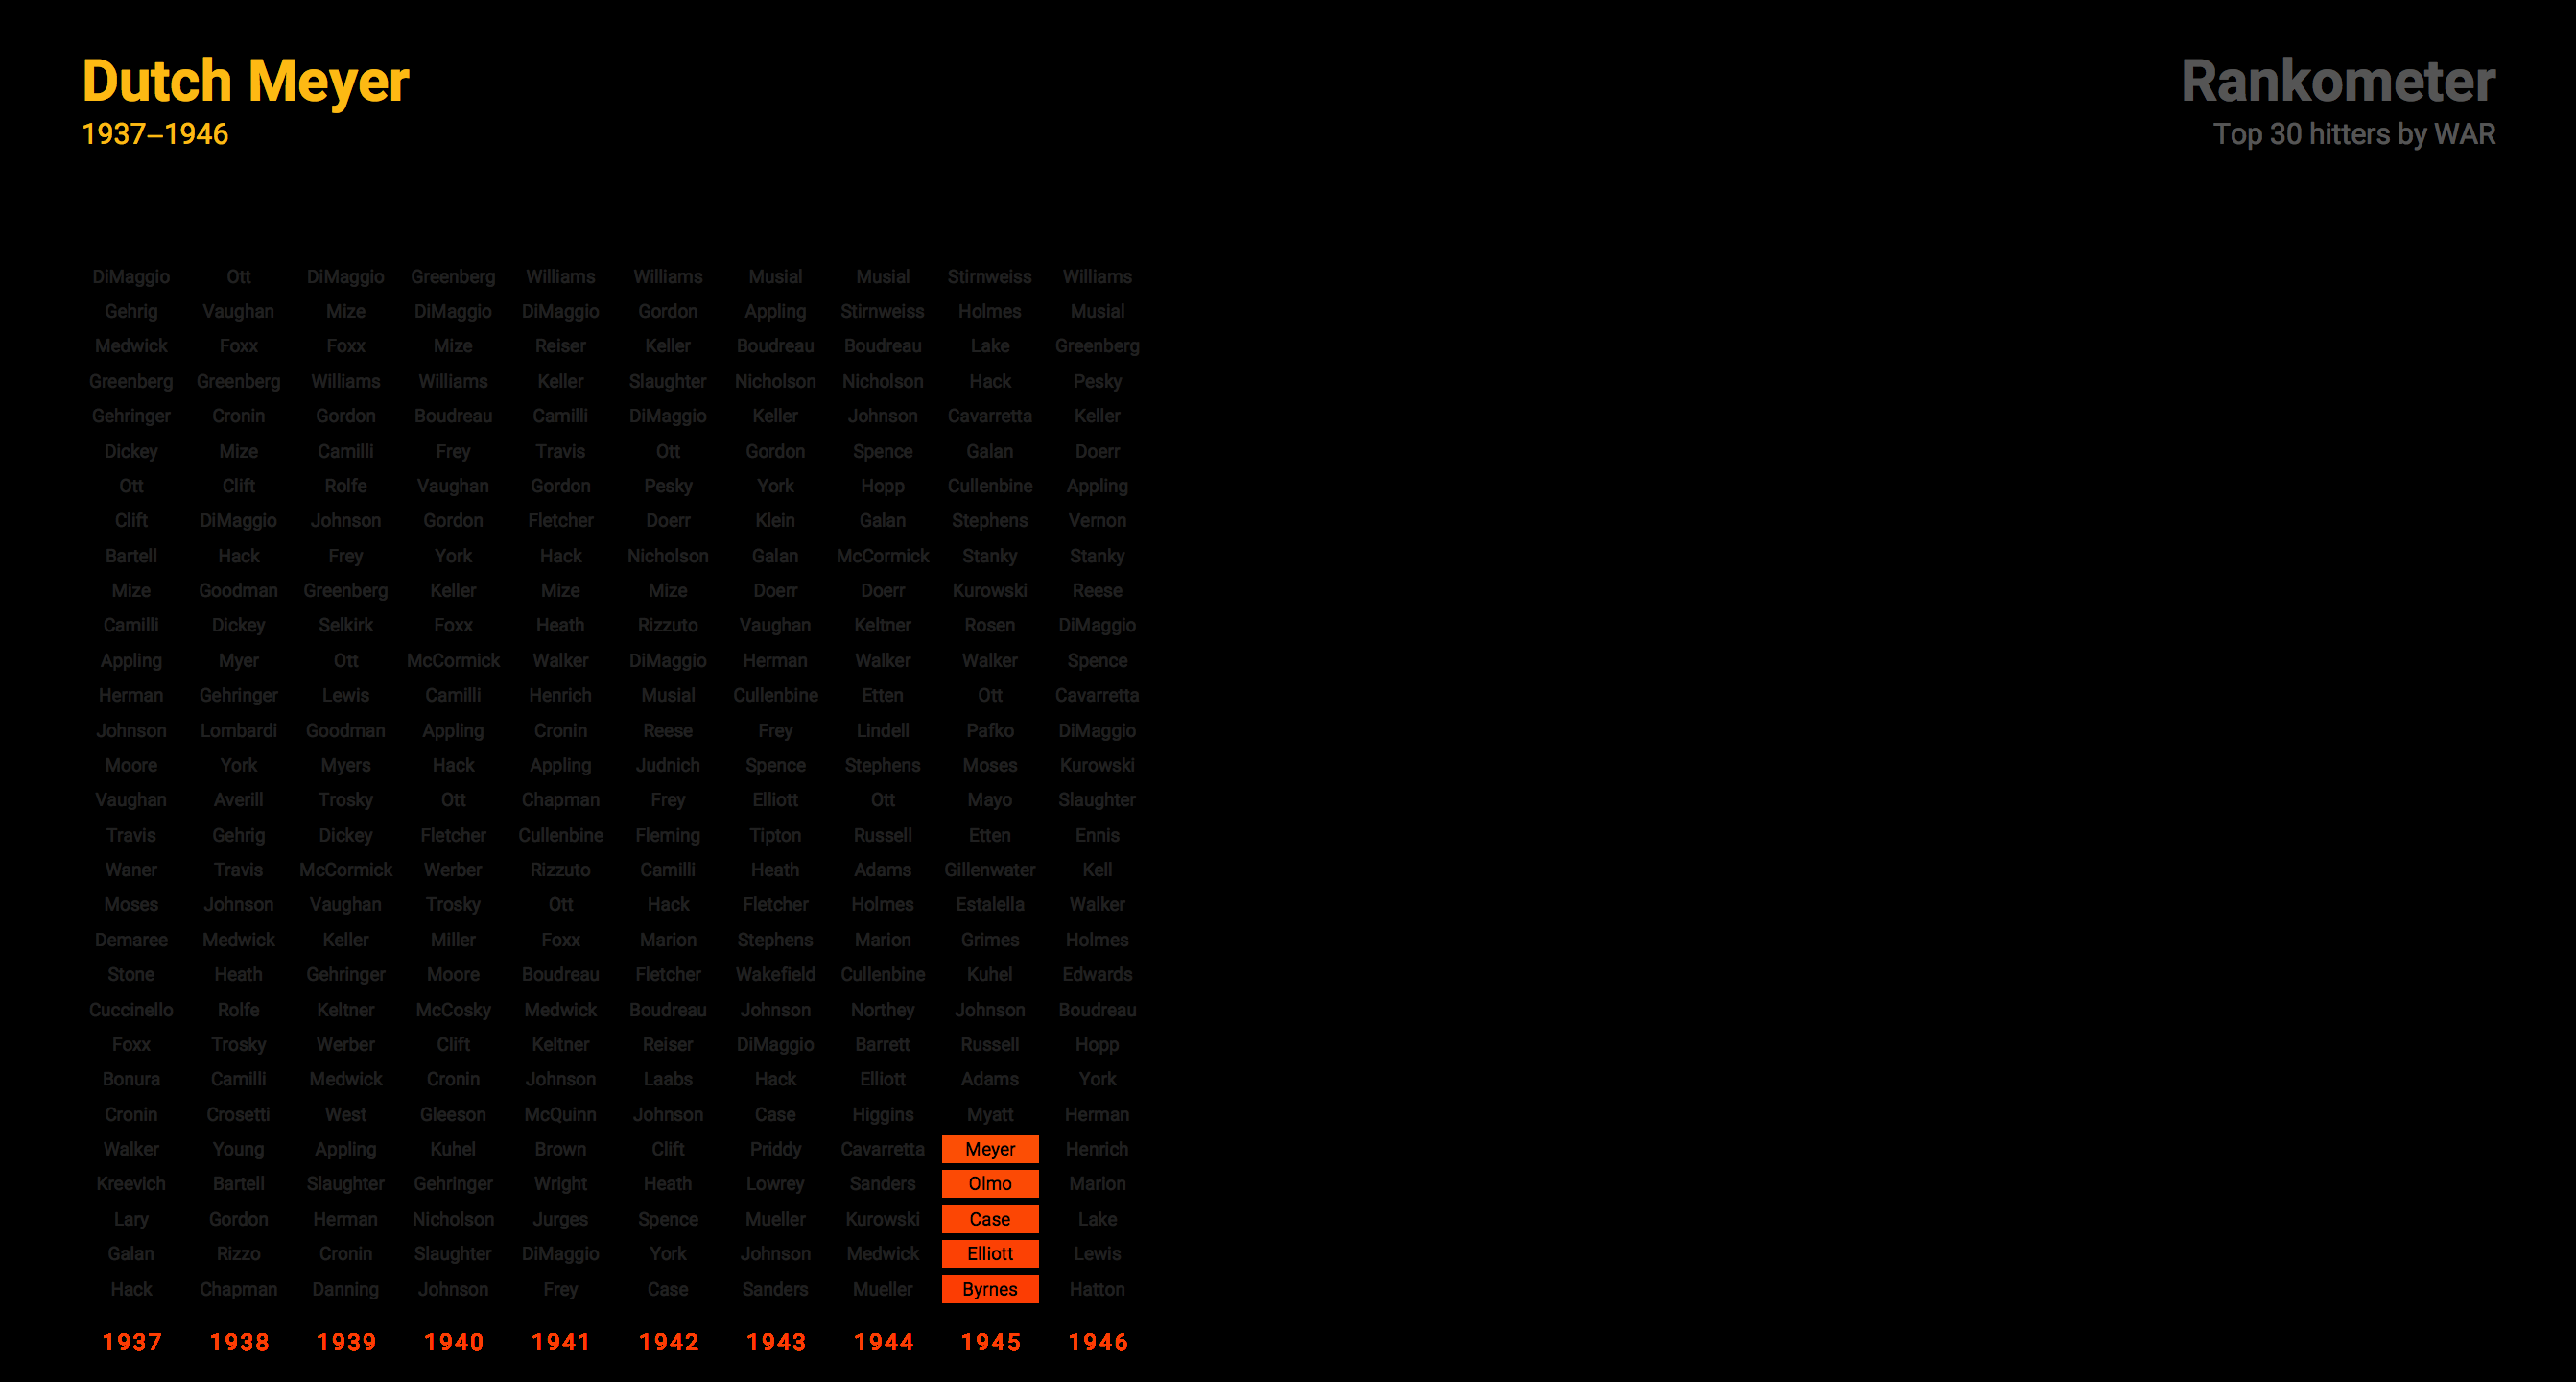 Dutch Meyer
1937–1946
Rankometer
Top 30 hitters by WAR
DiMaggio Ott DiMaggio Greenberg Williams Williams Musial Musial Stirnweiss Williams
Gehrig Vaughan Mize DiMaggio DiMaggio Gordon Appling Stirnweiss Holmes Musial
Medwick Foxx Foxx Mize Reiser Keller Boudreau Boudreau Lake Greenberg
Greenberg Greenberg Williams Williams Keller Slaughter Nicholson Nicholson Hack Pesky
Gehringer Cronin Gordon Boudreau Camilli DiMaggio Keller Johnson Cavarretta Keller
Dickey Mize Camilli Frey Travis Ott Gordon Spence Galan Doerr
Ott Clift Rolfe Vaughan Gordon Pesky York Hopp Cullenbine Appling
Clift DiMaggio Johnson Gordon Fletcher Doerr Klein Galan Stephens Vernon
Bartell Hack Frey York Hack Nicholson Galan McCormick Stanky Stanky
Mize Goodman Greenberg Keller Mize Mize Doerr Doerr Kurowski Reese
Camilli Dickey Selkirk Foxx Heath Rizzuto Vaughan Keltner Rosen DiMaggio
Appling Myer Ott McCormick Walker DiMaggio Herman Walker Walker Spence
Herman Gehringer Lewis Camilli Henrich Musial Cullenbine Etten Ott Cavarretta
Johnson Lombardi Goodman Appling Cronin Reese Frey Lindell Pafko DiMaggio
Moore York Myers Hack Appling Judnich Spence Stephens Moses Kurowski
Vaughan Averill Trosky Ott Chapman Frey Elliott Ott Mayo Slaughter
Travis Gehrig Dickey Fletcher Cullenbine Fleming Tipton Russell Etten Ennis
Waner Travis McCormick Werber Rizzuto Camilli Heath Adams Gillenwater Kell
Moses Johnson Vaughan Trosky Ott Hack Fletcher Holmes Estalella Walker
Demaree Medwick Keller Miller Foxx Marion Stephens Marion Grimes Holmes
Stone Heath Gehringer Moore Boudreau Fletcher Wakefield Cullenbine Kuhel Edwards
Cuccinello Rolfe Keltner McCosky Medwick Boudreau Johnson Northey Johnson Boudreau
Foxx Trosky Werber Clift Keltner Reiser DiMaggio Barrett Russell Hopp
Bonura Camilli Medwick Cronin Johnson Laabs Hack Elliott Adams York
Cronin Crosetti West Gleeson McQuinn Johnson Case Higgins Myatt Herman
Walker Young Appling Kuhel Brown Clift Priddy Cavarretta Meyer Henrich
Kreevich Bartell Slaughter Gehringer Wright Heath Lowrey Sanders Olmo Marion
Lary Gordon Herman Nicholson Jurges Spence Mueller Kurowski Case Lake
Galan Rizzo Cronin Slaughter DiMaggio York Johnson Medwick Elliott Lewis
Hack Chapman Danning Johnson Frey Case Sanders Mueller Byrnes Hatton
1937 1938 1939 1940 1941 1942 1943 1944 1945 1946